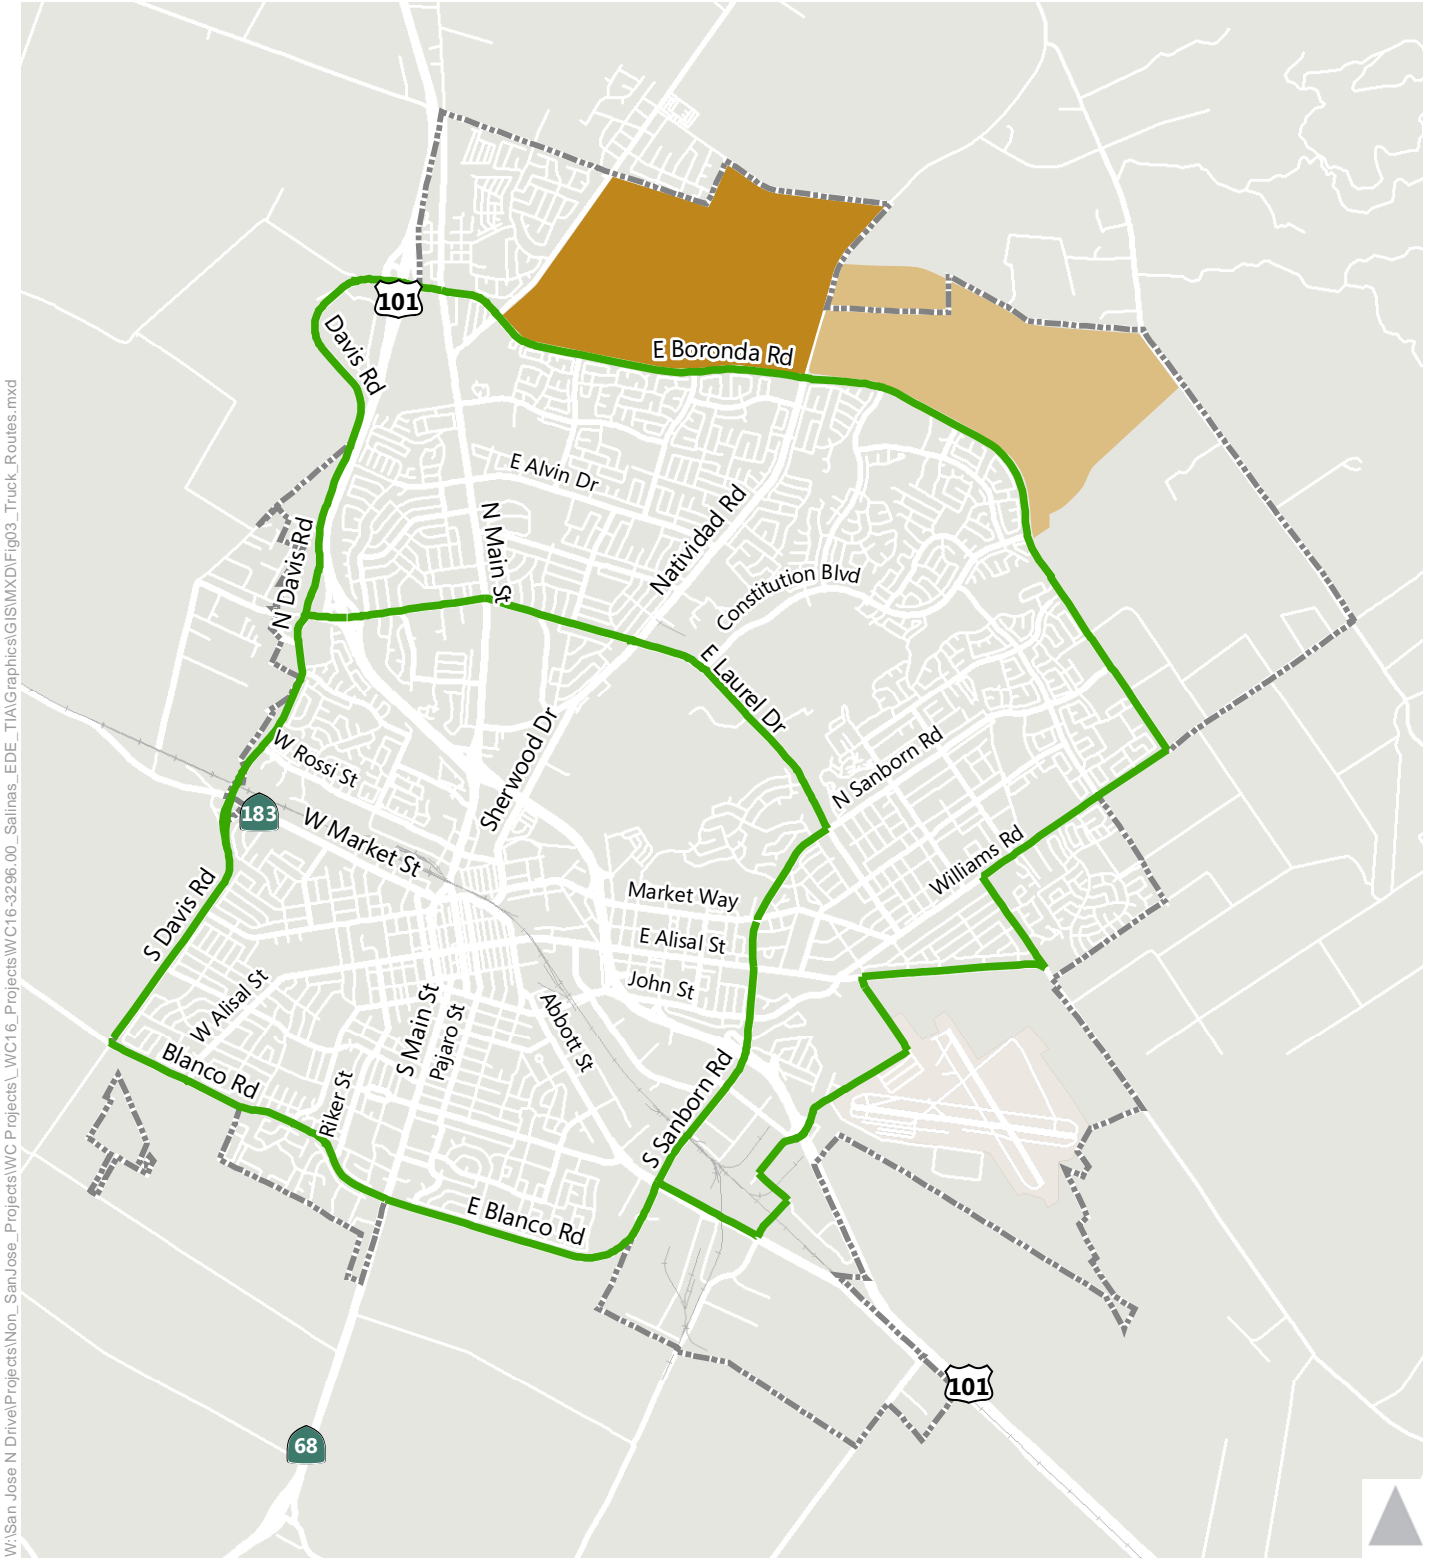 101
Davis Rd
E Boronda Rd
E Alvin Dr
N Main St
Natividad Rd
N Davis Rd
Constitution Blvd
E Laurel Dr
W Rossi St
Sherwood Dr
N Sanborn Rd
183
W Market St
Williams Rd
S Davis Rd
Market Way
E Alisal St
John St
W Alisal St
S Main St
Pajaro St
Abbott St
Blanco Rd
Riker St
S Sanborn Rd
E Blanco Rd
101
68
W:\San Jose N Drive\Projects\Non_SanJose_Projects\WC Projects\_WC16_Projects\WC16-3296.00_Salinas_EDE_TIA\Graphics\GIS\MXD\Fig03_Truck_Routes.mxd